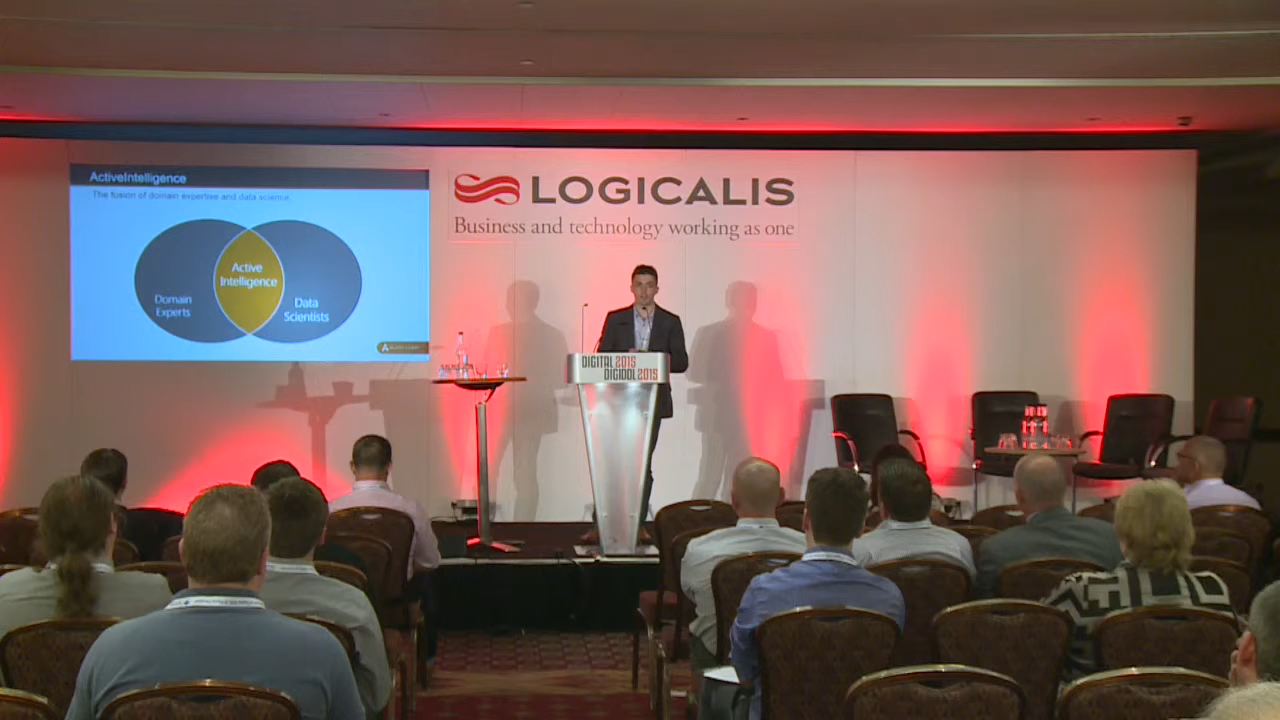 ActiveIntelligence
The fusion of domain expertise and data science.
Active
Intelligence
Domain
Experts
Data
Scientists
LOGICALIS
Business and technology working as one
DIGITAL 2015
DIGIDOL 2015